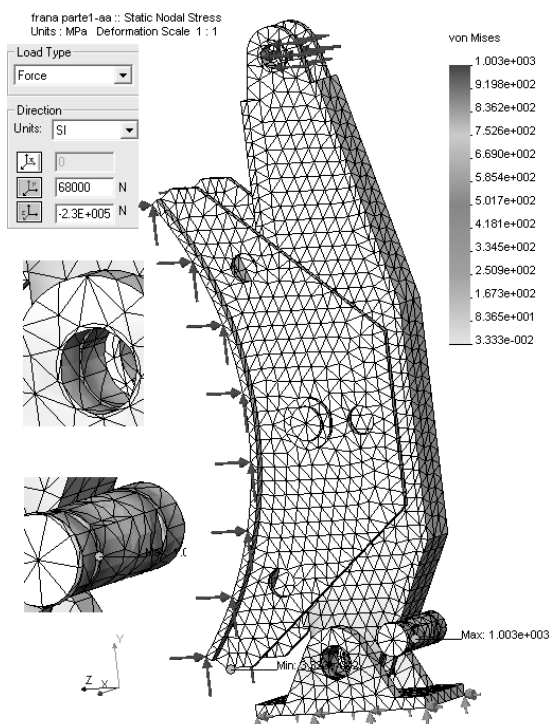 frana parte1-aa :: Static Nodal Stress
Units : MPa Deformation Scale 1 : 1
Load Type
Force
Direction
Units: SI
0
68000 N
-2.3E+005 N
von Mises
1.003e+003
9.198e+002
8.362e+002
7.526e+002
6.690e+002
5.854e+002
5.017e+002
4.181e+002
3.345e+002
2.509e+002
1.673e+002
8.365e+001
3.333e-002
Max: 1.003e+003
Min:
Y
Z X